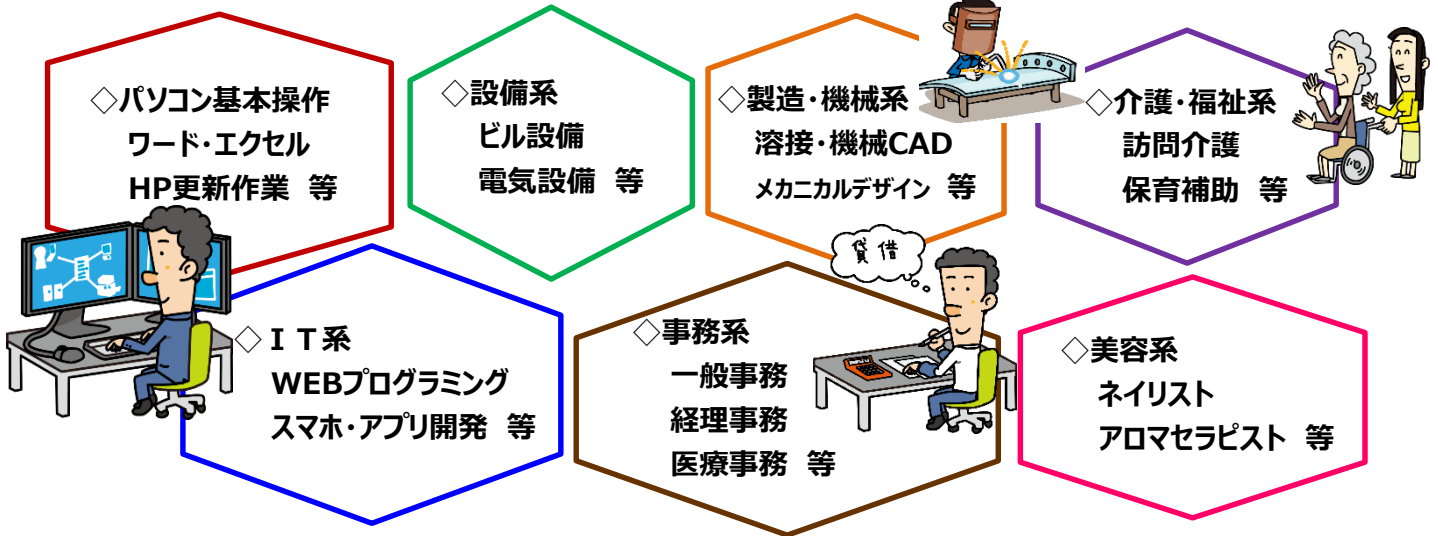 ◇パソコン基本操作
ワード・エクセル
HP更新作業 等
◇設備系
ビル設備
電気設備 等
◇製造・機械系
溶接・機械CAD
メカニカルデザイン 等
◇介護・福祉系
訪問介護
保育補助 等
◇ＩＴ系
WEBプログラミング
スマホ・アプリ開発 等
◇事務系
一般事務
経理事務
医療事務 等
貸借
◇美容系
ネイリスト
アロマセラピスト 等